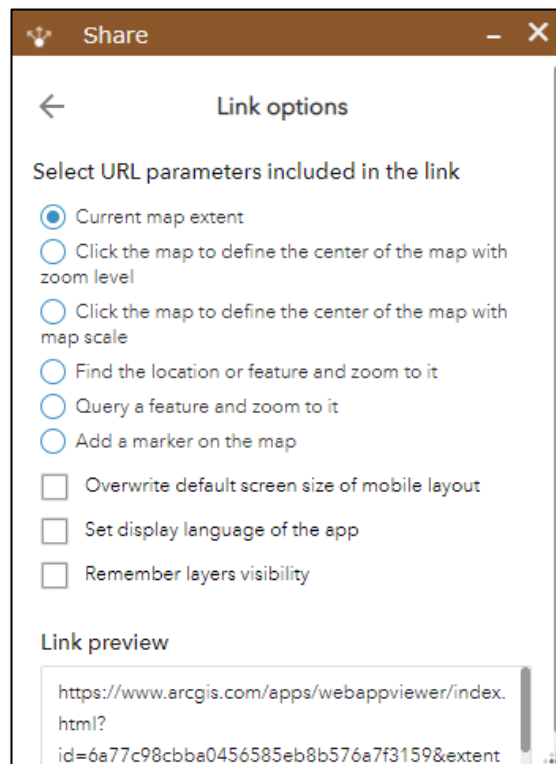 Share
Link options
Select URL parameters included in the link
Current map extent
Click the map to define the center of the map with
zoom level
Click the map to define the center of the map with
map scale
Find the location or feature and zoom to it
Query a feature and zoom to it
Add a marker on the map
Overwrite default screen size of mobile layout
Set display language of the app
Remember layers visibility
Link preview
https://www.arcgis.com/apps/webappviewer/index.
html?
id=6a77c98cbba0456585eb8b576a7f3159&extent